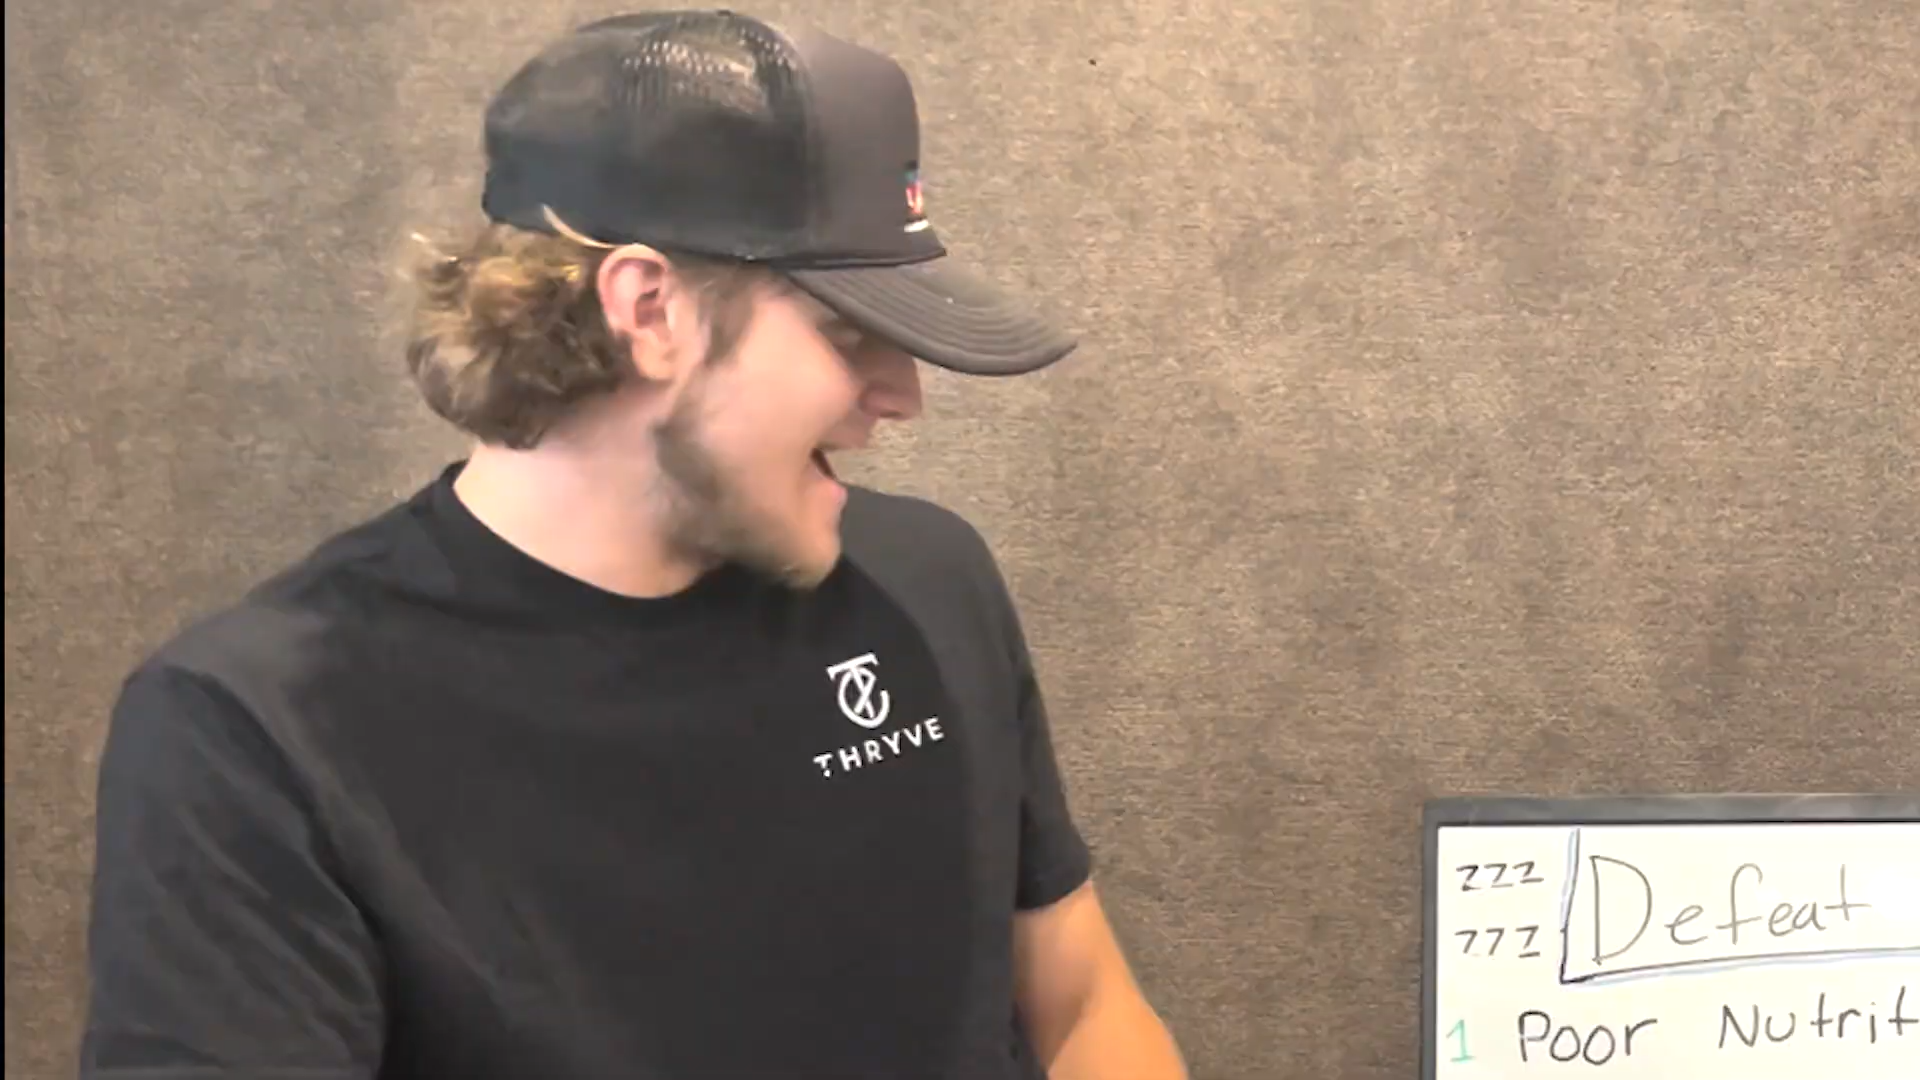 THRYVE
ZZZ
ZZZ
Defeat
1 Poor Nutrit